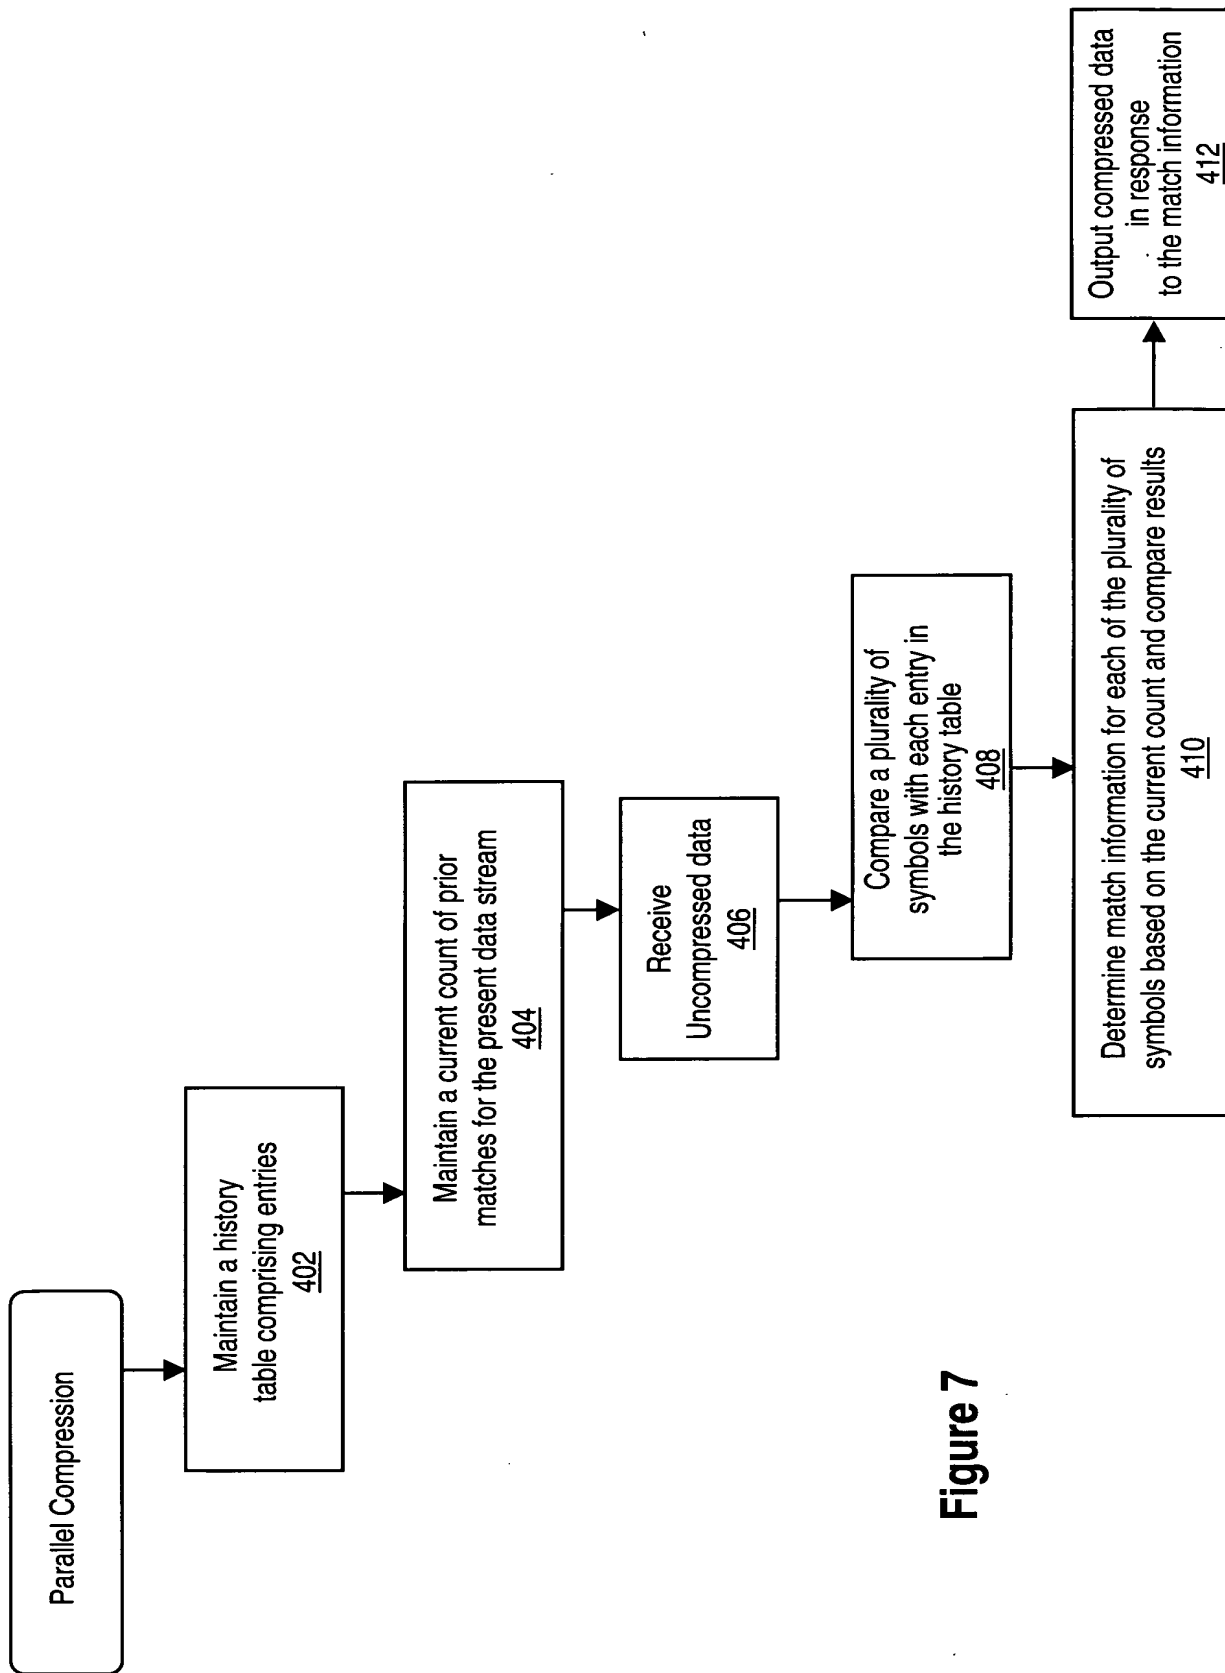 Parallel Compression
Maintain a history
table comprising entries
402
Maintain a current count of prior
matches for the present data stream
404
Receive
Uncompressed data
406
Compare a plurality of
symbols with each entry in
the history table
408
Determine match information for each of the plurality of
symbols based on the current count and compare results
410
Output compressed data
in response
to the match information
412
Figure 7